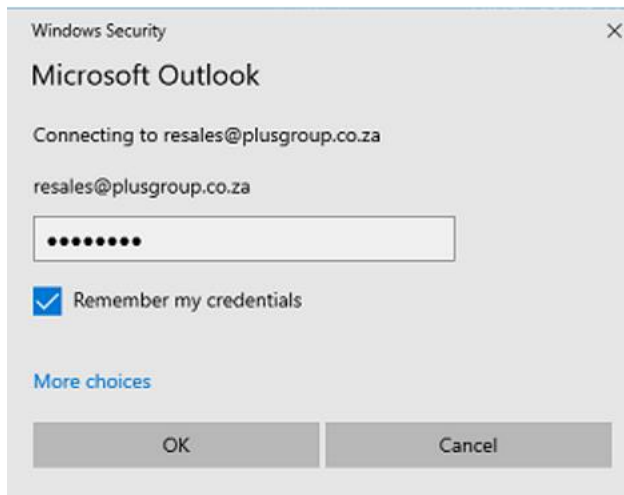 Windows Security
Microsoft Outlook
Connecting to resales@plusgroup.co.za
resales@plusgroup.co.za
●●●●●●●●
Remember my credentials
More choices
OK Cancel